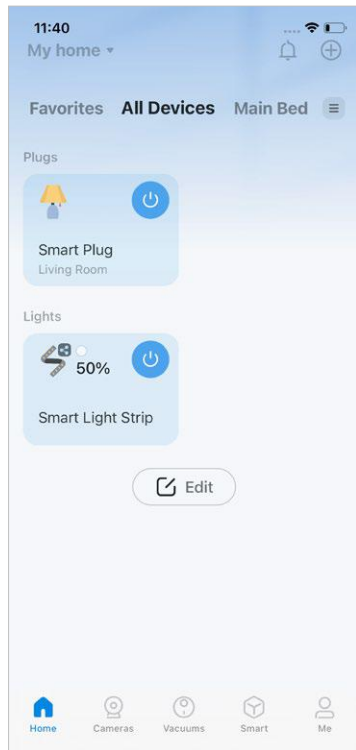 11:40
My home
Favorites All Devices Main Bed
Plugs
Smart Plug
Living Room
Lights
50%
Smart Light Strip
Edit
Home Cameras Vacuums Smart Me